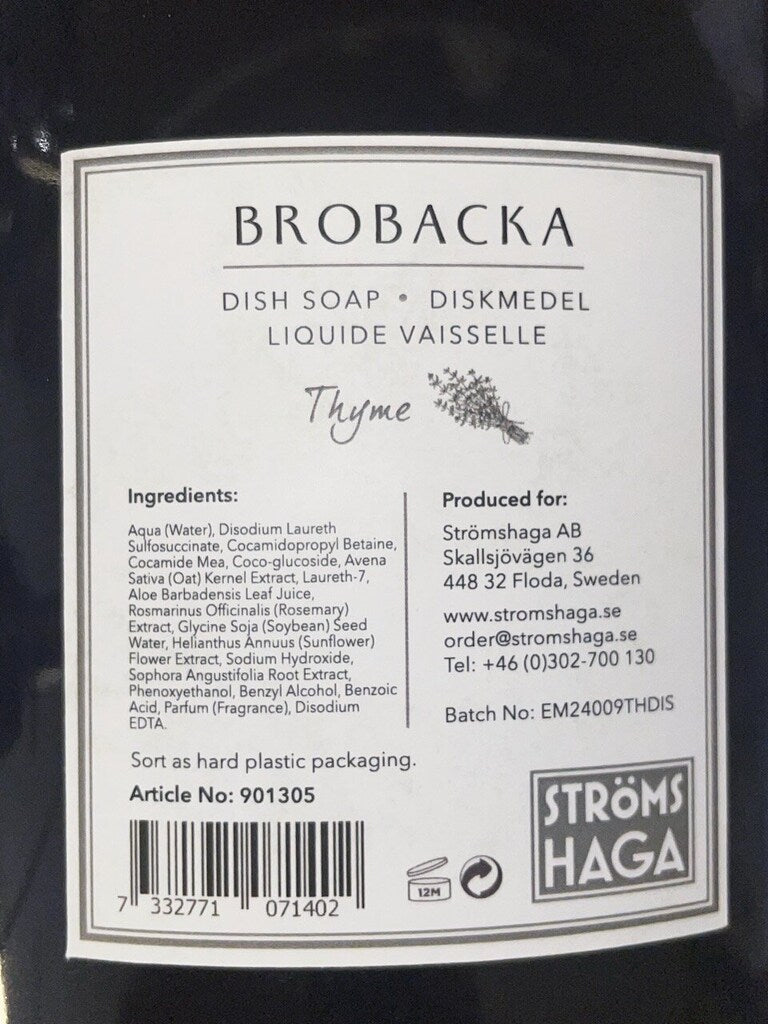 BROBACKA
DISH SOAP • DISKMEDEL
LIQUIDE VAISSELLE
Thyme
Ingredients:
Aqua (Water), Disodium Laureth
Sulfosuccinate, Cocamidopropyl Betaine,
Cocamide Mea, Coco-glucoside, Avena
Sativa (Oat) Kernel Extract, Laureth-7,
Aloe Barbadensis Leaf Juice,
Rosmarinus Officinalis (Rosemary)
Extract, Glycine Soja (Soybean) Seed
Water, Helianthus Annuus (Sunflower)
Flower Extract, Sodium Hydroxide,
Sophora Angustifolia Root Extract,
Phenoxyethanol, Benzyl Alcohol, Benzoic
Acid, Parfum (Fragrance), Disodium
EDTA.
Produced for:
Strömshaga AB
Skallsjövägen 36
448 32 Floda, Sweden
www.stromshaga.se
order@stromshaga.se
Tel: +46 (0)302-700 130
Batch No: EM24009THDIS
Sort as hard plastic packaging.
Article No: 901305
7 332771 071402
12M
STRÖMS
HAGA